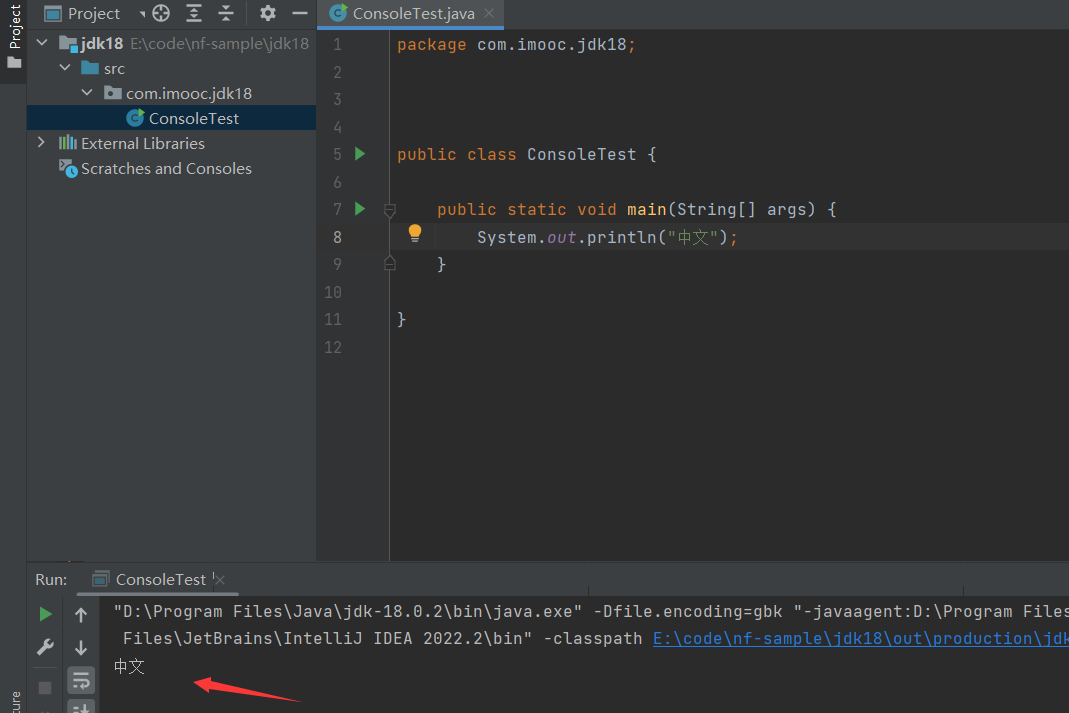 Project
Project
jdk18 E:\code\nf-sample\jdk18
src
com.imooc.jdk18
ConsoleTest
External Libraries
Scratches and Consoles
ConsoleTest.java
1 package com.imooc.jdk18;
2
3
4
5 public class ConsoleTest {
6
7 public static void main(String[] args) {
8 System.out.println("中文");
9 }
10
11 }
12
Run: ConsoleTest
"D:\Program Files\Java\jdk-18.0.2\bin\java.exe" -Dfile.encoding=gbk "-javaagent:D:\Program Files
Files\JetBrains\IntelliJ IDEA 2022.2\bin" -classpath E:\code\nf-sample\jdk18\out\production\jdk
中文